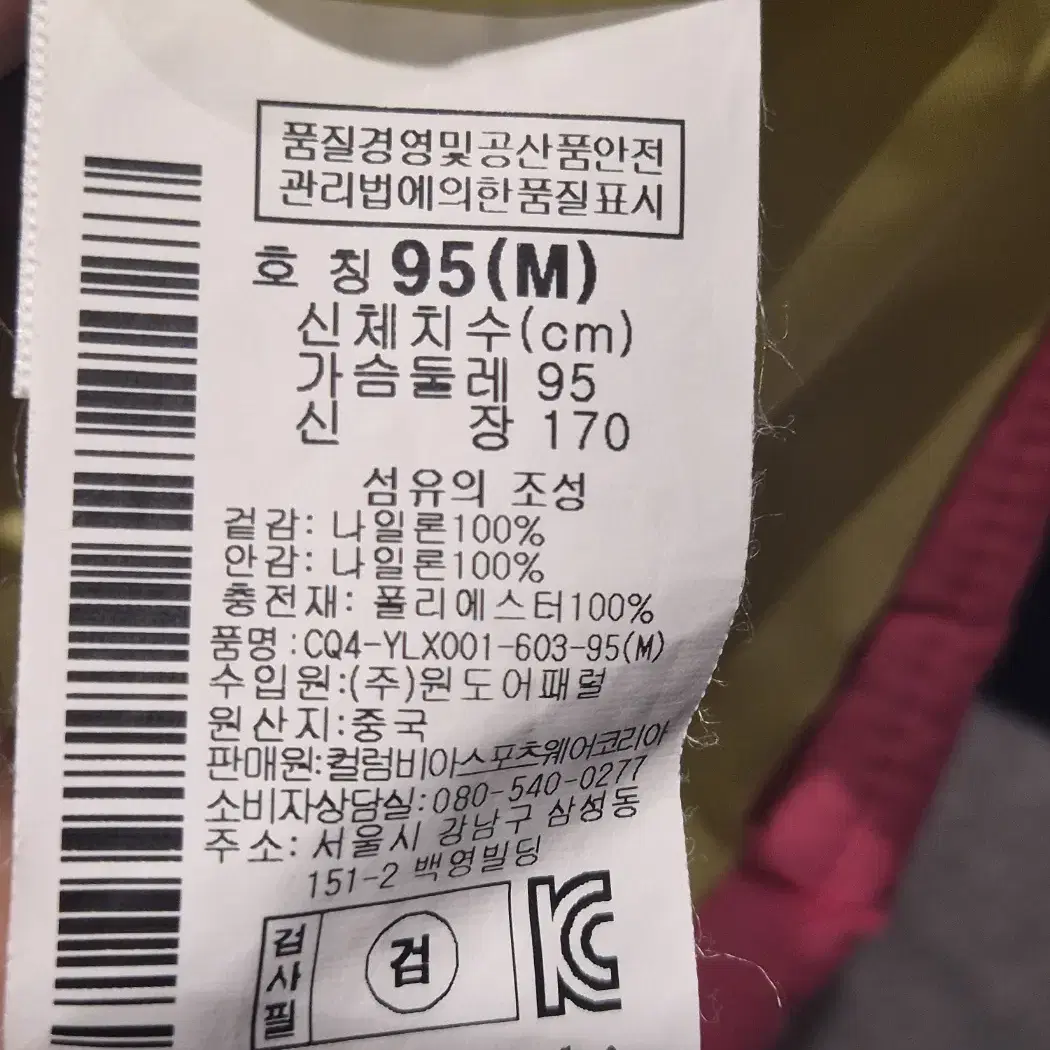 품질경영및공산품안전
관리법에의한품질표시
호 칭 95(M)
신체치수(cm)
가슴둘레 95
신 장 170
섬유의 조성
겉감: 나일론100%
안감: 나일론100%
충전재: 폴리에스터100%
품명:CQ4-YLX001-603-95(M)
수입원:(주)원도어패럴
원산지:중국
판매원:컬럼비아스포츠웨어코리아
소비자상담실:080-540-0277
주소: 서울시 강남구 삼성동
151-2 백영빌딩
검사필
검
KC